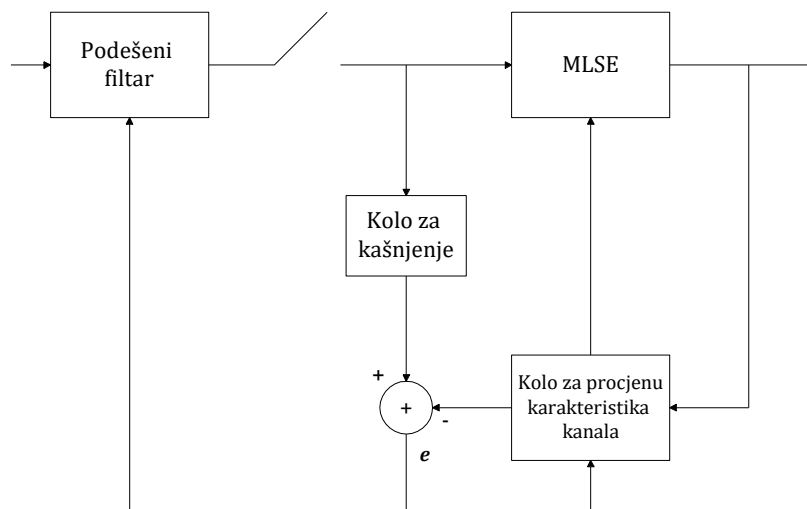 Podešeni
filtar
MLSE
Kolo za
kašnjenje
+
+
-
e
Kolo za procjenu
karakteristika
kanala